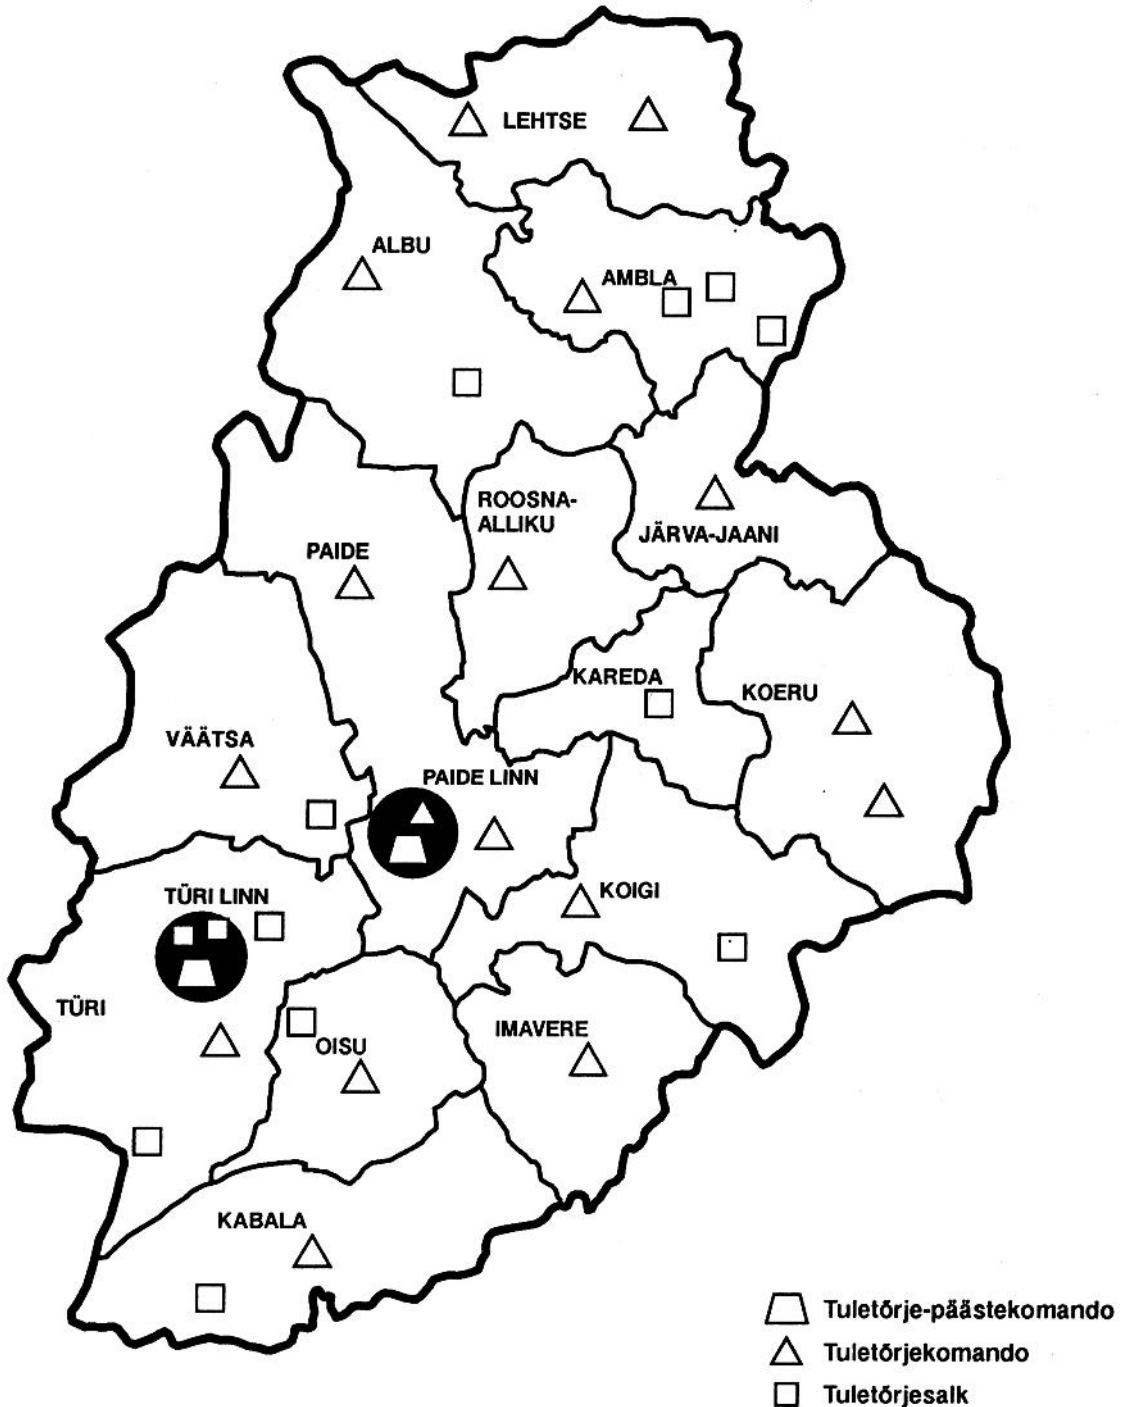 LEHTSE
ALBU
AMBLA
ROOSNA-
ALLIKU
JÄRVA-JAANI
PAIDE
KAREDA
KOERU
VÄÄTSA
PAIDE LINN
TÜRI LINN
KOIGI
TÜRI
OISU
IMAVERE
KABALA
Tuletõrje-päästekomando
Tuletõrjekomando
Tuletõrjesalk